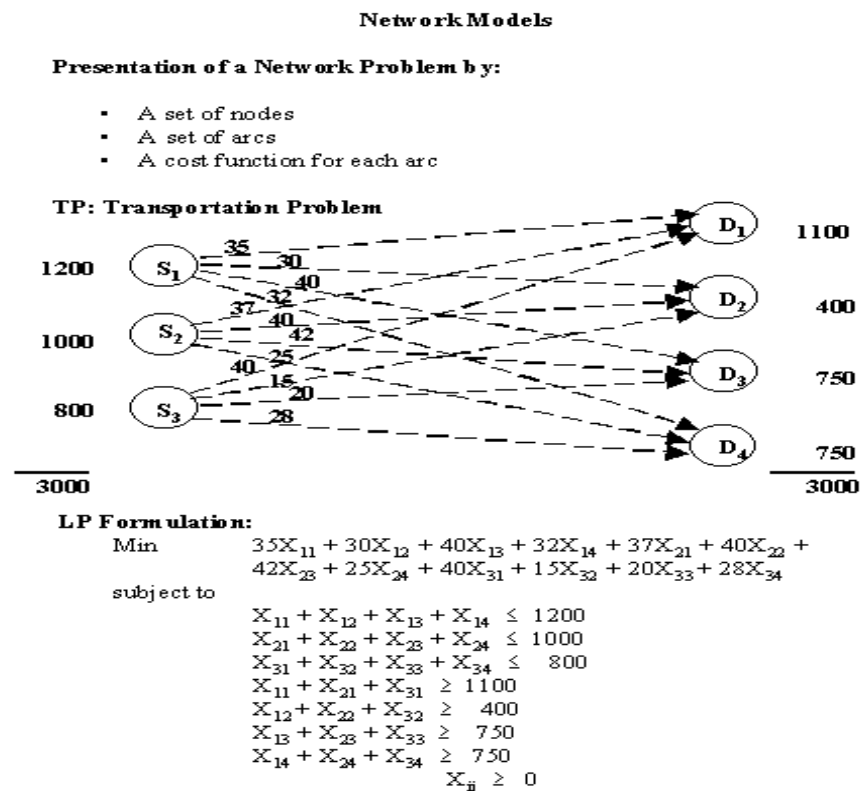 Network Models
Presentation of a Network Problem by:
▪ A set of nodes
▪ A set of arcs
▪ A cost function for each arc
TP: Transportation Problem
1200 S₁ 35 30 40 32 D₁ 1100
1000 S₂ 37 40 42 25 D₂ 400
800 S₃ 40 15 20 28 D₃ 750
D₄ 750
3000 3000
LP Formulation:
Min 35X₁₁ + 30X₁₂ + 40X₁₃ + 32X₁₄ + 37X₂₁ + 40X₂₂ +
42X₂₃ + 25X₂₄ + 40X₃₁ + 15X₃₂ + 20X₃₃ + 28X₃₄
subject to
X₁₁ + X₁₂ + X₁₃ + X₁₄ ≤ 1200
X₂₁ + X₂₂ + X₂₃ + X₂₄ ≤ 1000
X₃₁ + X₃₂ + X₃₃ + X₃₄ ≤ 800
X₁₁ + X₂₁ + X₃₁ ≥ 1100
X₁₂ + X₂₂ + X₃₂ ≥ 400
X₁₃ + X₂₃ + X₃₃ ≥ 750
X₁₄ + X₂₄ + X₃₄ ≥ 750
Xᵢⱼ ≥ 0